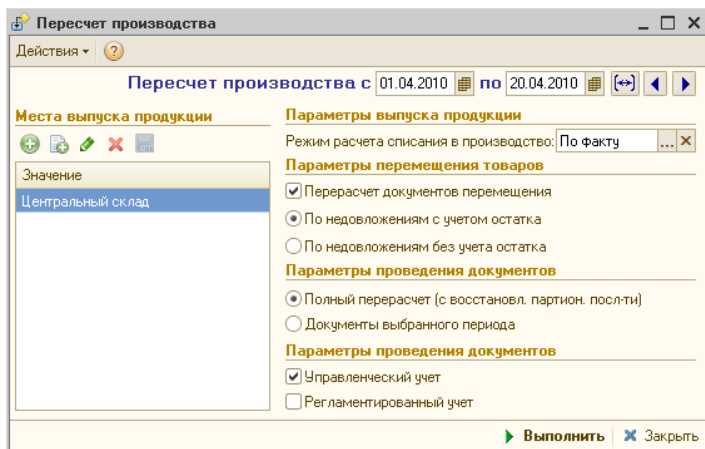 Пересчет производства
Действия
Пересчет производства с 01.04.2010 по 20.04.2010
Места выпуска продукции
Значение
Центральный склад
Параметры выпуска продукции
Режим расчета списания в производство: По факту ...
Параметры перемещения товаров
Перерасчет документов перемещения
По недовложениям с учетом остатка
По недовложениям без учета остатка
Параметры проведения документов
Полный перерасчет (с восстановл. партион. посл-ти)
Документы выбранного периода
Параметры проведения документов
Управленческий учет
Регламентированный учет
Выполнить Закрыть